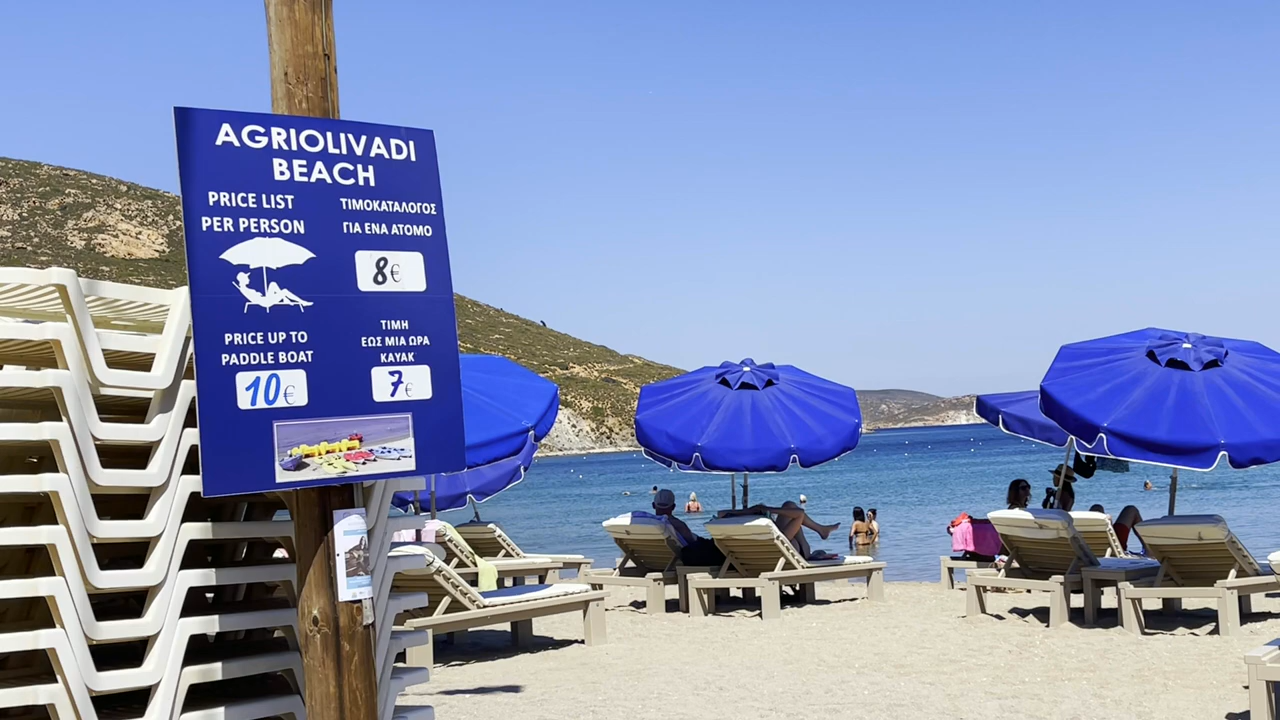 AGRIOLIVADI
BEACH
PRICE LIST
PER PERSON
ΤΙΜΟΚΑΤΑΛΟΓΟΣ
ΓΙΑ ΕΝΑ ΑΤΟΜΟ
8€
PRICE UP TO
PADDLE BOAT
10€
ΤΙΜΗ
ΕΩΣ ΜΙΑ ΩΡΑ
ΚΑΥΑΚ
7€